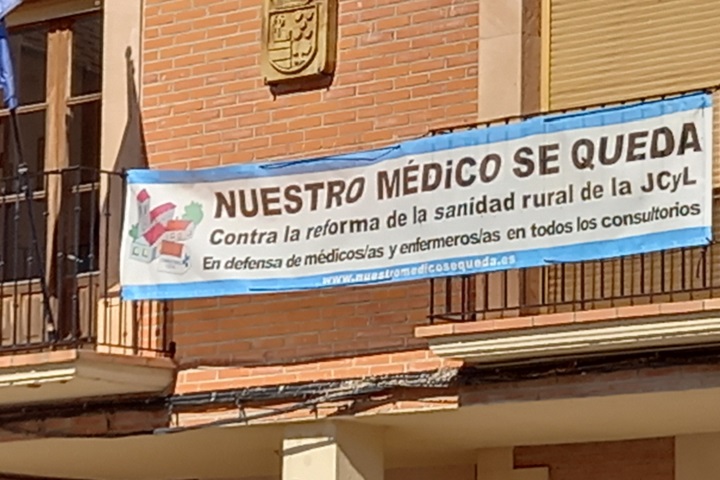 NUESTRO MÉDiCO SE QUEDA
Contra la reforma de la sanidad rural de la JCyL
En defensa de médicos/as y enfermeros/as en todos los consultorios
www.nuestromedicosequeda.es